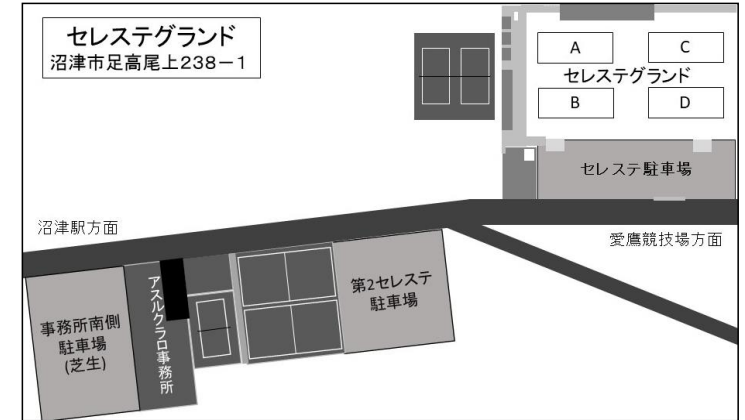 セレステグランド
沼津市足高尾上238－1
A
C
セレステグランド
B
D
セレステ駐車場
沼津駅方面
愛鷹競技場方面
第2セレステ
駐車場
アスルクラロ事務所
事務所南側
駐車場
(芝生)